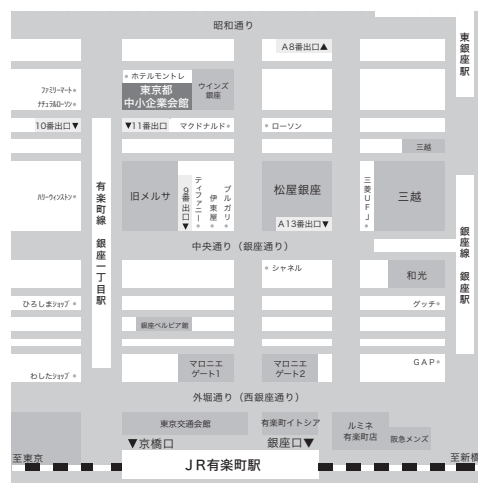 昭和通り
A8番出口▲
東銀座駅
ホテルモントレ
東京都
中小企業会館
ウインズ
銀座
ファミリーマート
ナチュラルローソン
10番出口▼
▼11番出口
マクドナルド
ローソン
三越
有楽町線 銀座一丁目駅
ハリーウィンストン
旧メルサ
9番出口▼
ティファニー
伊東屋
ブルガリ
松屋銀座
A13番出口▼
三菱UFJ
三越
銀座線 銀座駅
中央通り（銀座通り）
シャネル
和光
ひろしまショップ
グッチ
銀座ベルビア館
わしたショップ
マロニエ
ゲート1
マロニエ
ゲート2
GAP
外堀通り（西銀座通り）
東京交通会館
有楽町イトシア
ルミネ
有楽町店
阪急メンズ
▼京橋口
銀座口▼
至東京
至新橋
JR有楽町駅